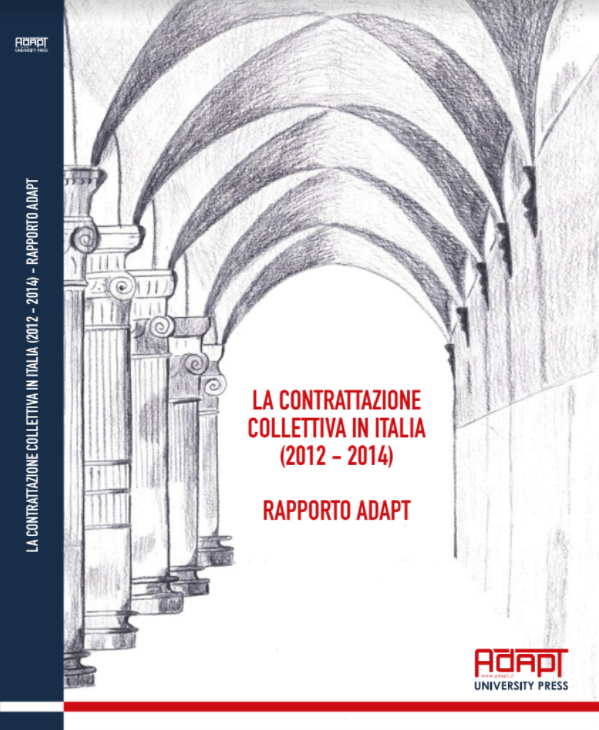 ADAPT
UNIVERSITY PRESS
LA CONTRATTAZIONE COLLETTIVA IN ITALIA (2012 - 2014) - RAPPORTO ADAPT
LA CONTRATTAZIONE
COLLETTIVA IN ITALIA
(2012 - 2014)
RAPPORTO ADAPT
ADAPT
www.adapt.it
UNIVERSITY PRESS